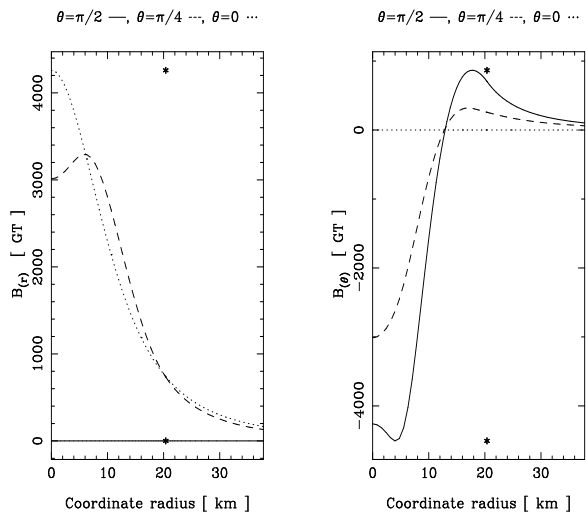 θ=π/2 —, θ=π/4 ---, θ=0 ···
θ=π/2 —, θ=π/4 ---, θ=0 ···
B(r) [ GT ]
4000
3000
2000
1000
0
0 10 20 30
Coordinate radius [ km ]
B(θ) [ GT ]
0
−2000
−4000
0 10 20 30
Coordinate radius [ km ]